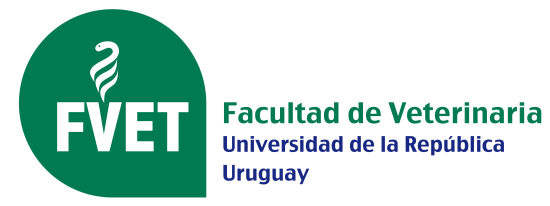 FVET
Facultad de Veterinaria
Universidad de la República
Uruguay